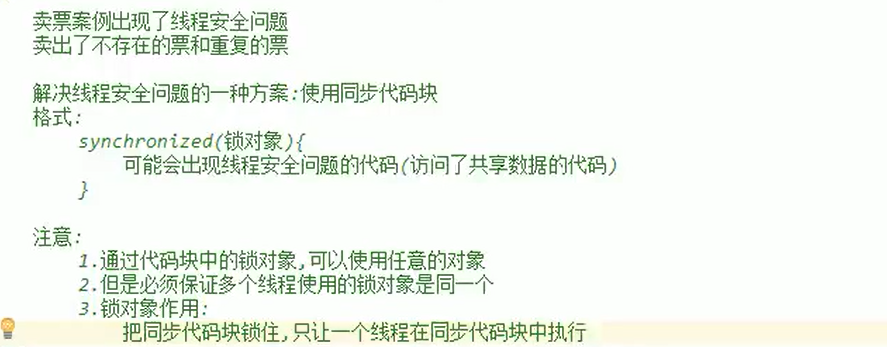 卖票案例出现了线程安全问题
卖出了不存在的票和重复的票
解决线程安全问题的一种方案:使用同步代码块
格式:
synchronized(锁对象){
可能会出现线程安全问题的代码(访问了共享数据的代码)
}
注意:
1.通过代码块中的锁对象,可以使用任意的对象
2.但是必须保证多个线程使用的锁对象是同一个
3.锁对象作用:
把同步代码块锁住,只让一个线程在同步代码块中执行